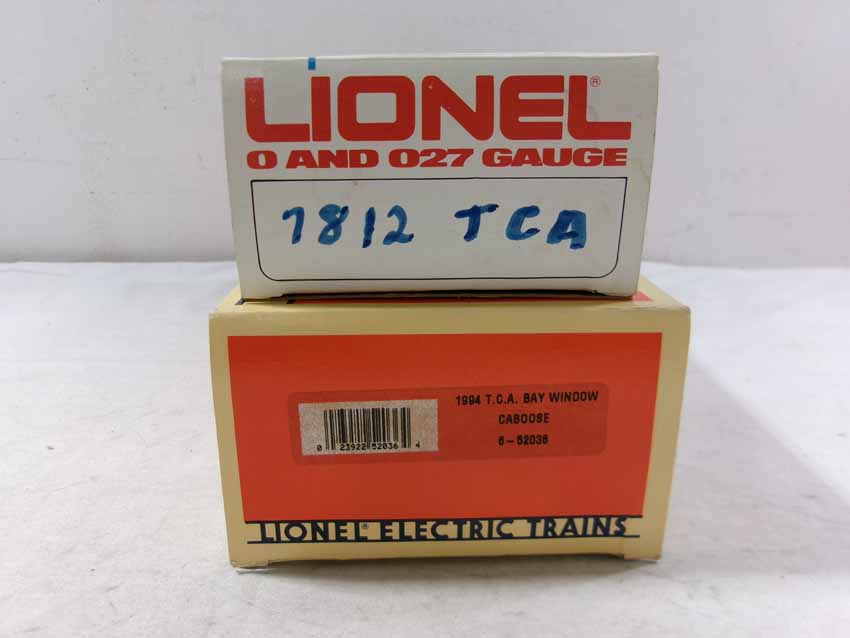 LIONEL®
O AND O27 GAUGE
7812 TCA
1994 T.C.A. BAY WINDOW
CABOOSE
6-52036
0 23922 52036 4
LIONEL® ELECTRIC TRAINS